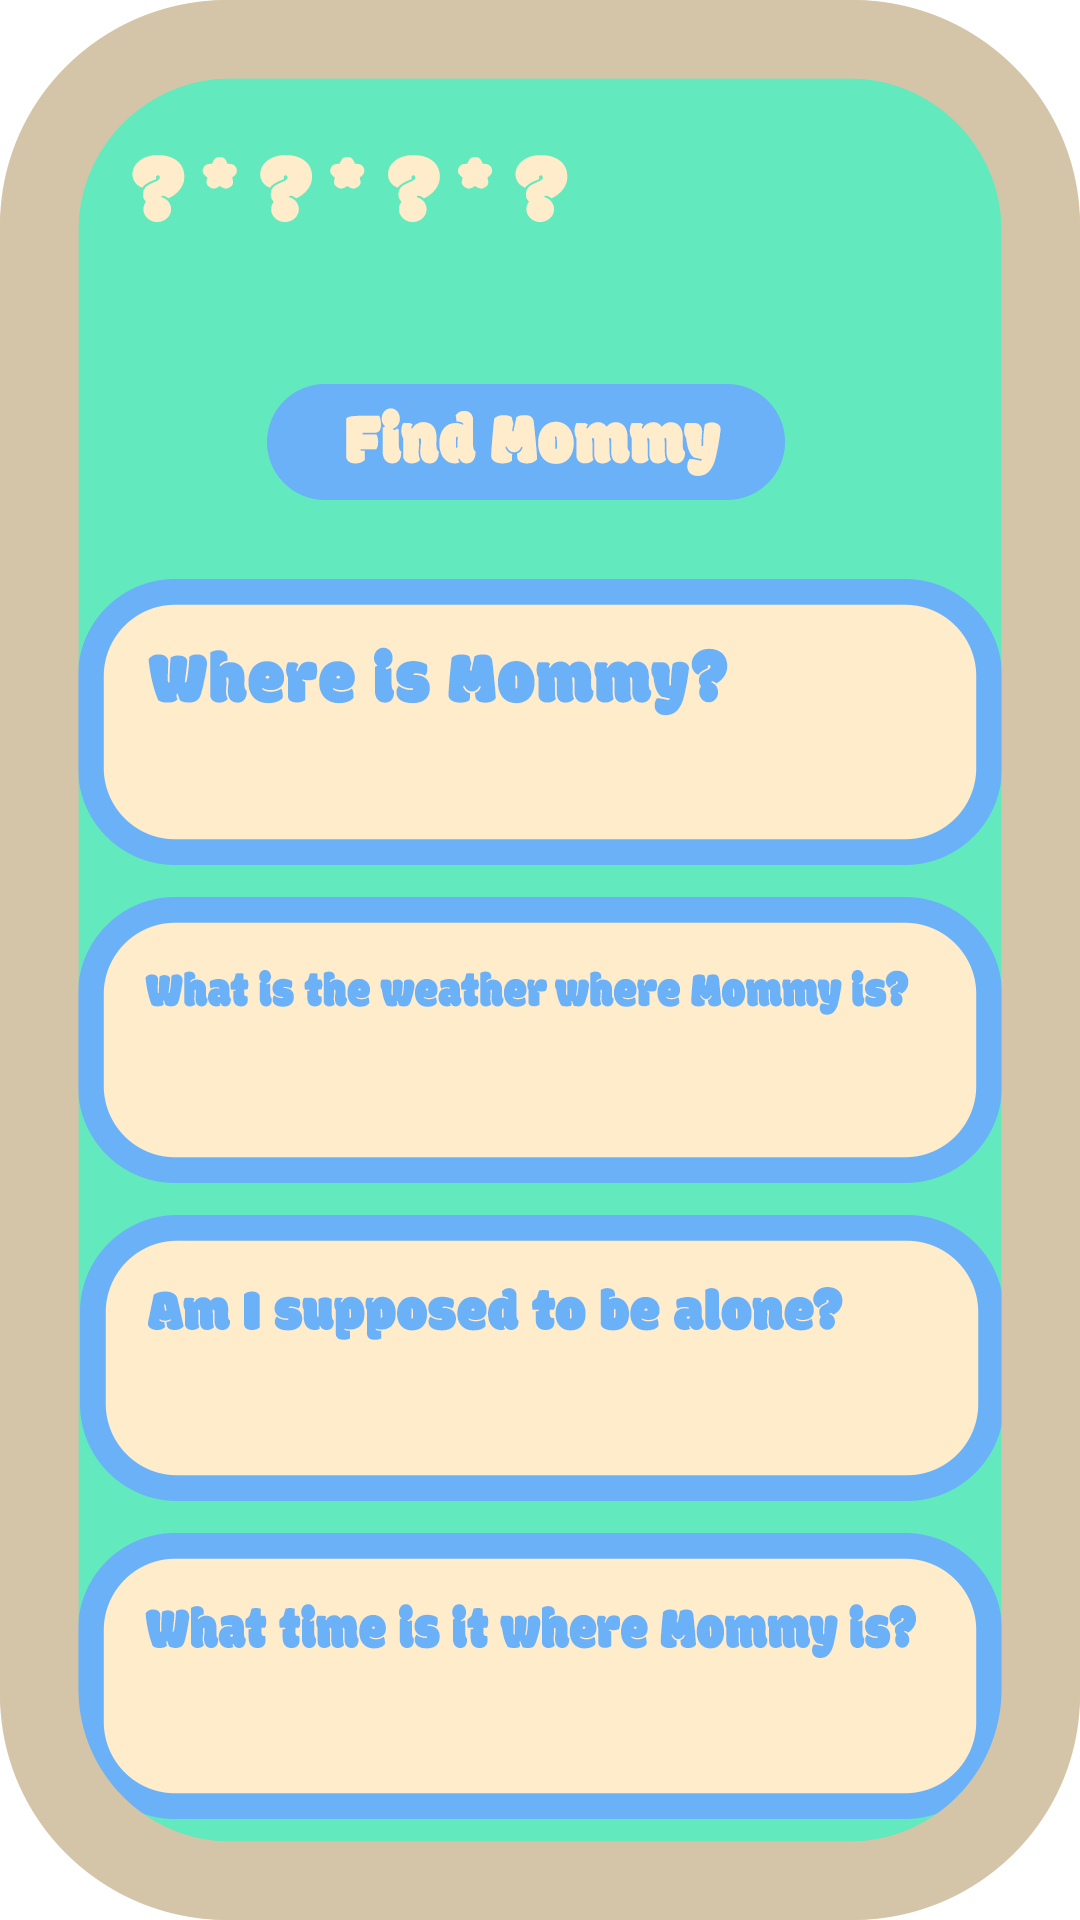 ?*?*?*?
Find Mommy
Where is Mommy?
What is the weather where Mommy is?
Am I supposed to be alone?
What time is it where Mommy is?